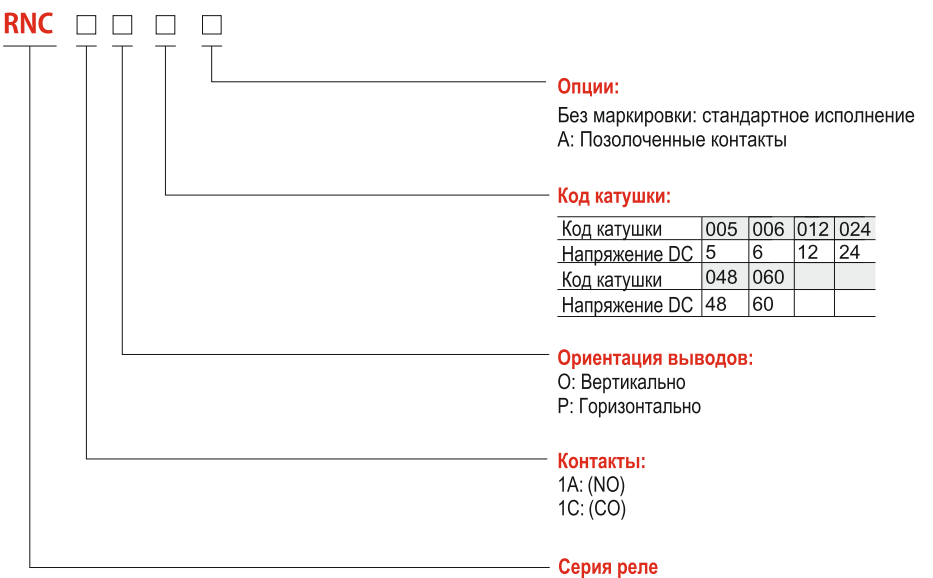 RNC
Опции:
Без маркировки: стандартное исполнение
A: Позолоченные контакты
Код катушки:
Код катушки 005 006 012 024
Напряжение DC 5 6 12 24
Код катушки 048 060
Напряжение DC 48 60
Ориентация выводов:
O: Вертикально
P: Горизонтально
Контакты:
1A: (NO)
1C: (CO)
Серия реле